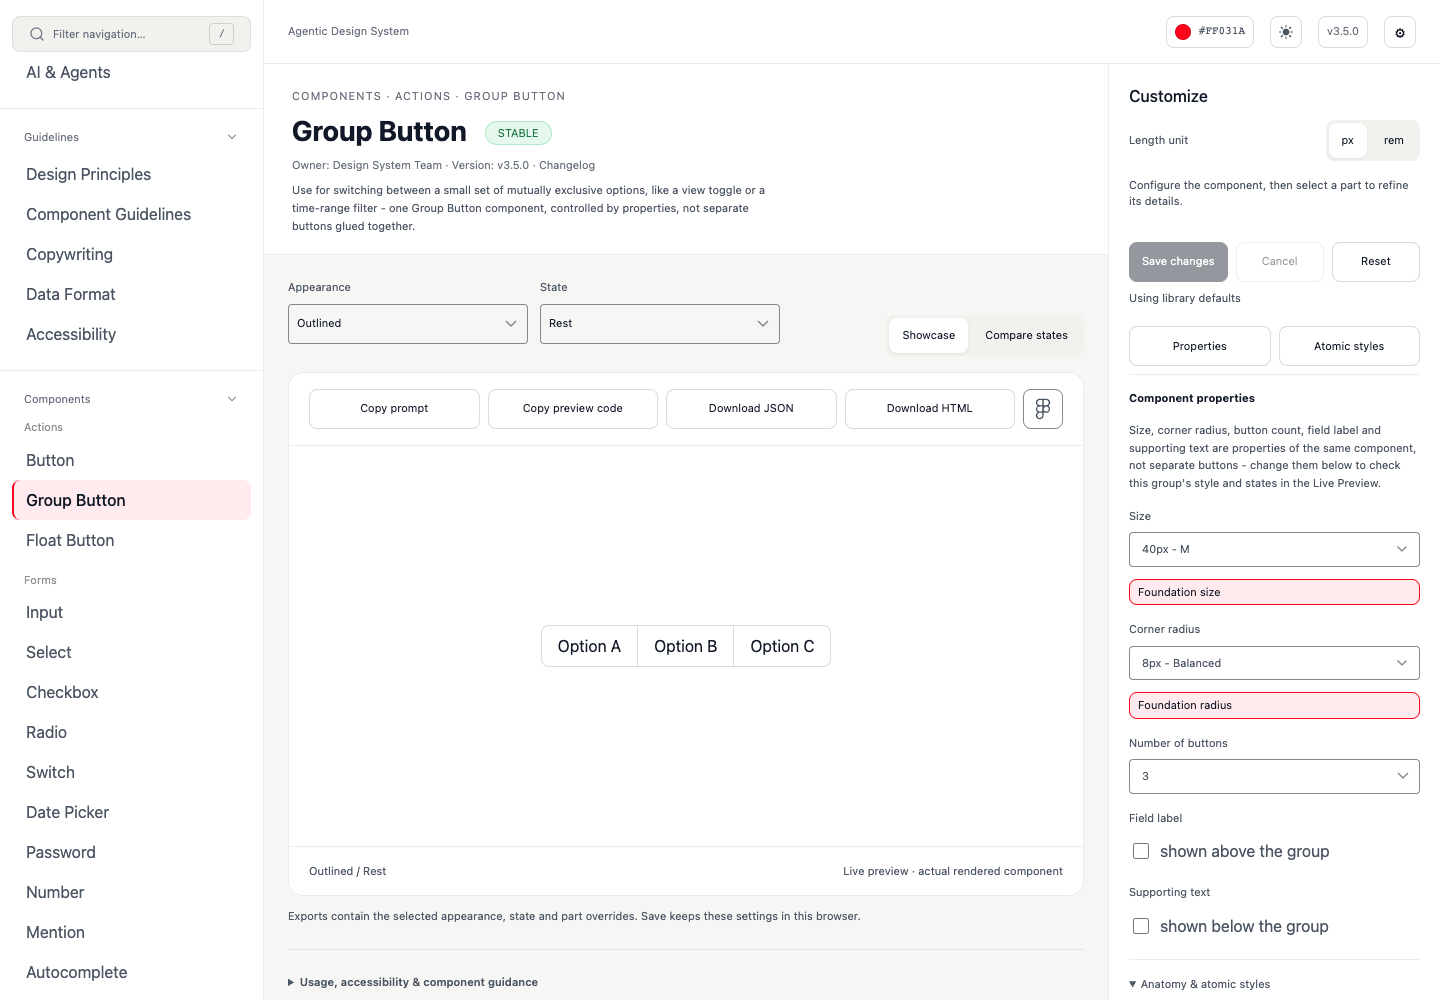 Filter navigation...
/
AI & Agents
Guidelines
Design Principles
Component Guidelines
Copywriting
Data Format
Accessibility
Components
Actions
Button
Group Button
Float Button
Forms
Input
Select
Checkbox
Radio
Switch
Date Picker
Password
Number
Mention
Autocomplete
Agentic Design System
#FF031A
v3.5.0
COMPONENTS · ACTIONS · GROUP BUTTON
Group Button
STABLE
Owner: Design System Team · Version: v3.5.0 · Changelog
Use for switching between a small set of mutually exclusive options, like a view toggle or a
time-range filter - one Group Button component, controlled by properties, not separate
buttons glued together.
Appearance
State
Outlined
Rest
Showcase
Compare states
Copy prompt
Copy preview code
Download JSON
Download HTML
Option A
Option B
Option C
Outlined / Rest
Live preview · actual rendered component
Exports contain the selected appearance, state and part overrides. Save keeps these settings in this browser.
Usage, accessibility & component guidance
Customize
Length unit
px
rem
Configure the component, then select a part to refine
its details.
Save changes
Cancel
Reset
Using library defaults
Properties
Atomic styles
Component properties
Size, corner radius, button count, field label and
supporting text are properties of the same component,
not separate buttons - change them below to check
this group's style and states in the Live Preview.
Size
40px - M
Foundation size
Corner radius
8px - Balanced
Foundation radius
Number of buttons
3
Field label
shown above the group
Supporting text
shown below the group
Anatomy & atomic styles